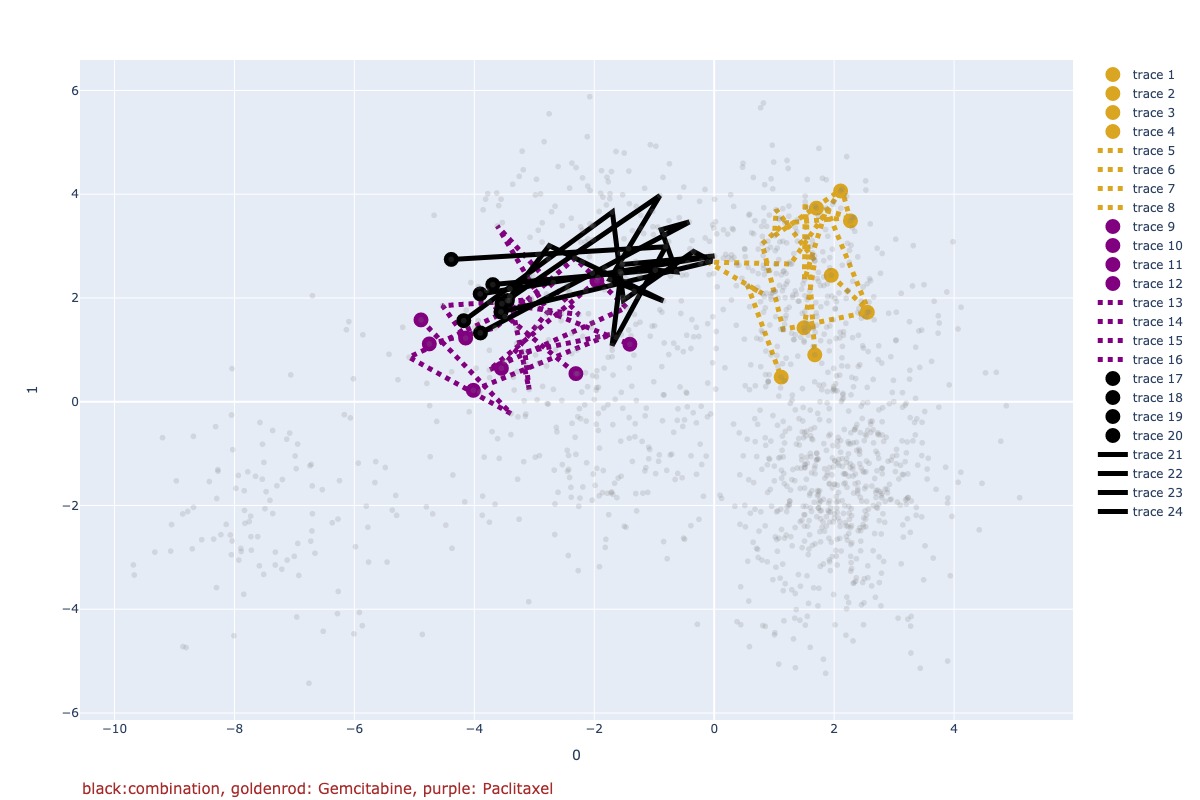 6
4
2
0
−2
−4
−6
1
−10
−8
−6
−4
−2
0
2
4
0
trace 1
trace 2
trace 3
trace 4
trace 5
trace 6
trace 7
trace 8
trace 9
trace 10
trace 11
trace 12
trace 13
trace 14
trace 15
trace 16
trace 17
trace 18
trace 19
trace 20
trace 21
trace 22
trace 23
trace 24
black:combination, goldenrod: Gemcitabine, purple: Paclitaxel